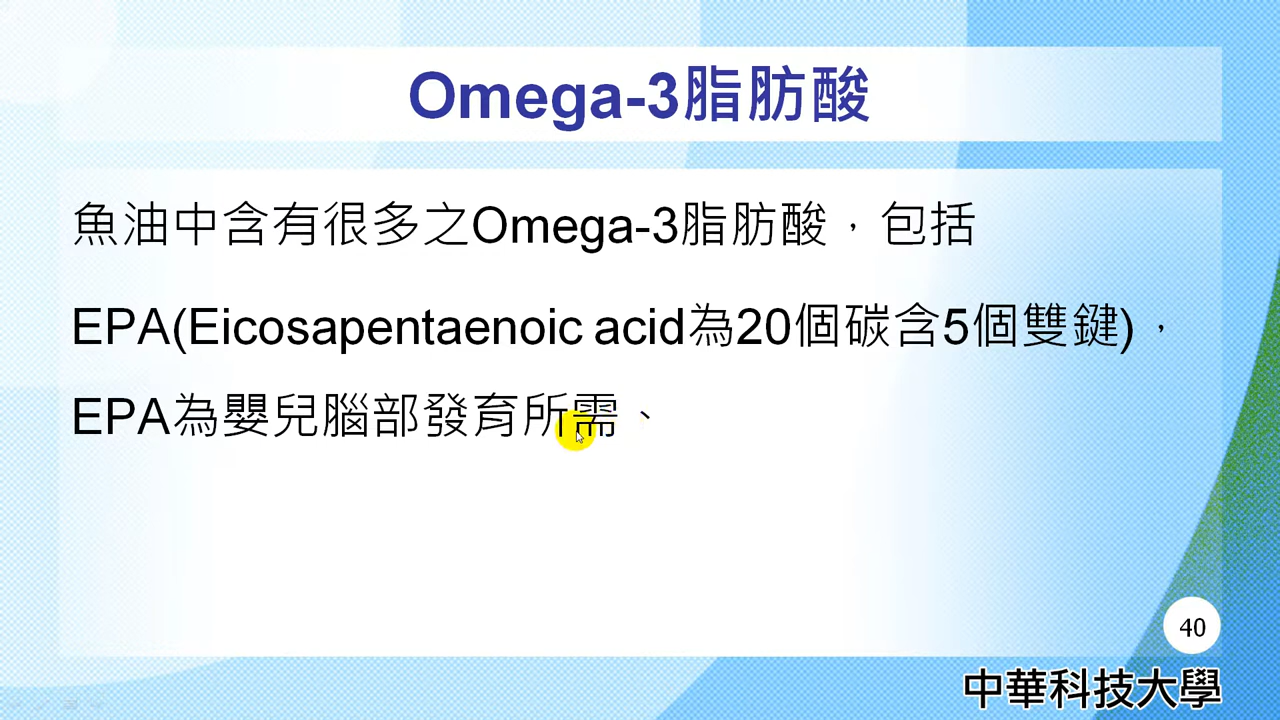 Omega-3脂肪酸
魚油中含有很多之Omega-3脂肪酸，包括
EPA(Eicosapentaenoic acid為20個碳含5個雙鍵)，
EPA為嬰兒腦部發育所需、
40
中華科技大學